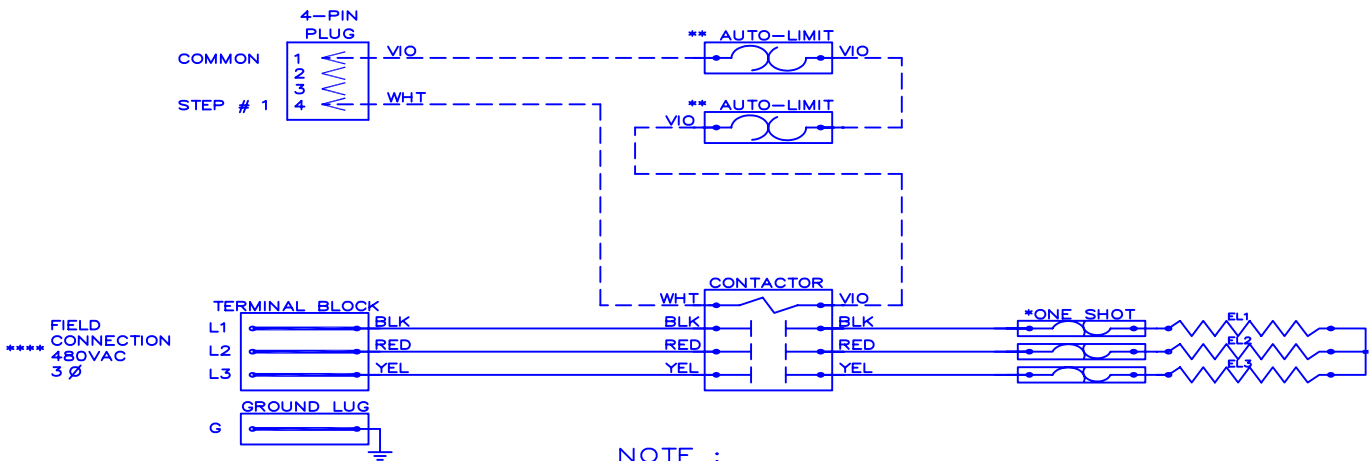 4-PIN
PLUG
COMMON 1 VIO
2
3
STEP # 1 4 WHT
** AUTO-LIMIT
VIO
** AUTO-LIMIT
VIO
CONTACTOR
WHT VIO
TERMINAL BLOCK
**** FIELD
CONNECTION
480VAC
3 Ø
L1 BLK BLK BLK *ONE SHOT EL1
L2 RED RED RED EL2
L3 YEL YEL YEL EL3
GROUND LUG
G
NOTE :